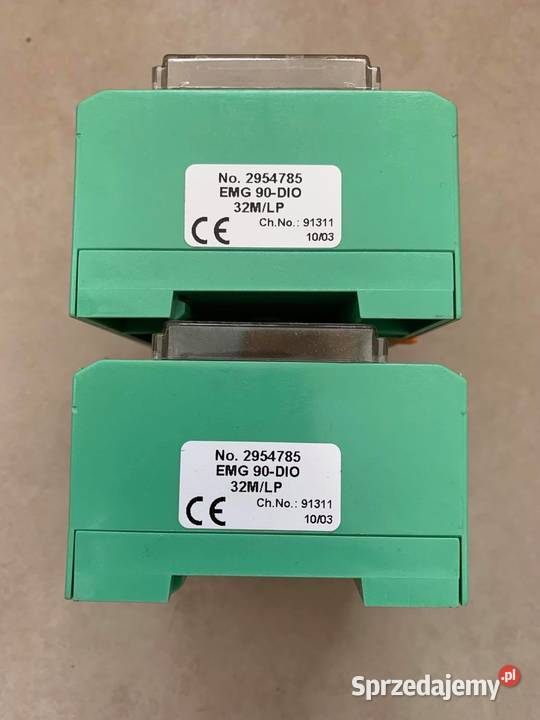 No. 2954785
EMG 90-DIO
32M/LP
CE Ch.No.: 91311
10/03
No. 2954785
EMG 90-DIO
32M/LP
CE Ch.No.: 91311
10/03
Sprzedajemy.pl